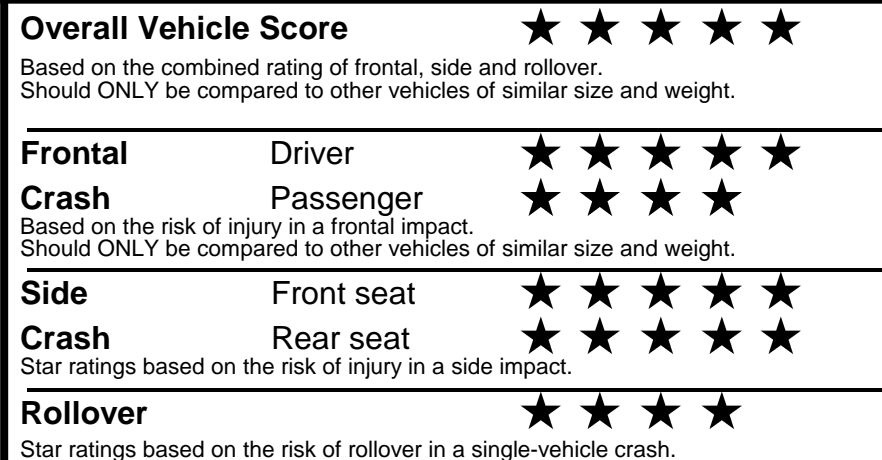 Overall Vehicle Score ★ ★ ★ ★ ★
Based on the combined rating of frontal, side and rollover.
Should ONLY be compared to other vehicles of similar size and weight.
Frontal Driver ★ ★ ★ ★ ★
Crash Passenger ★ ★ ★ ★
Based on the risk of injury in a frontal impact.
Should ONLY be compared to other vehicles of similar size and weight.
Side Front seat ★ ★ ★ ★ ★
Crash Rear seat ★ ★ ★ ★ ★
Star ratings based on the risk of injury in a side impact.
Rollover ★ ★ ★ ★
Star ratings based on the risk of rollover in a single-vehicle crash.